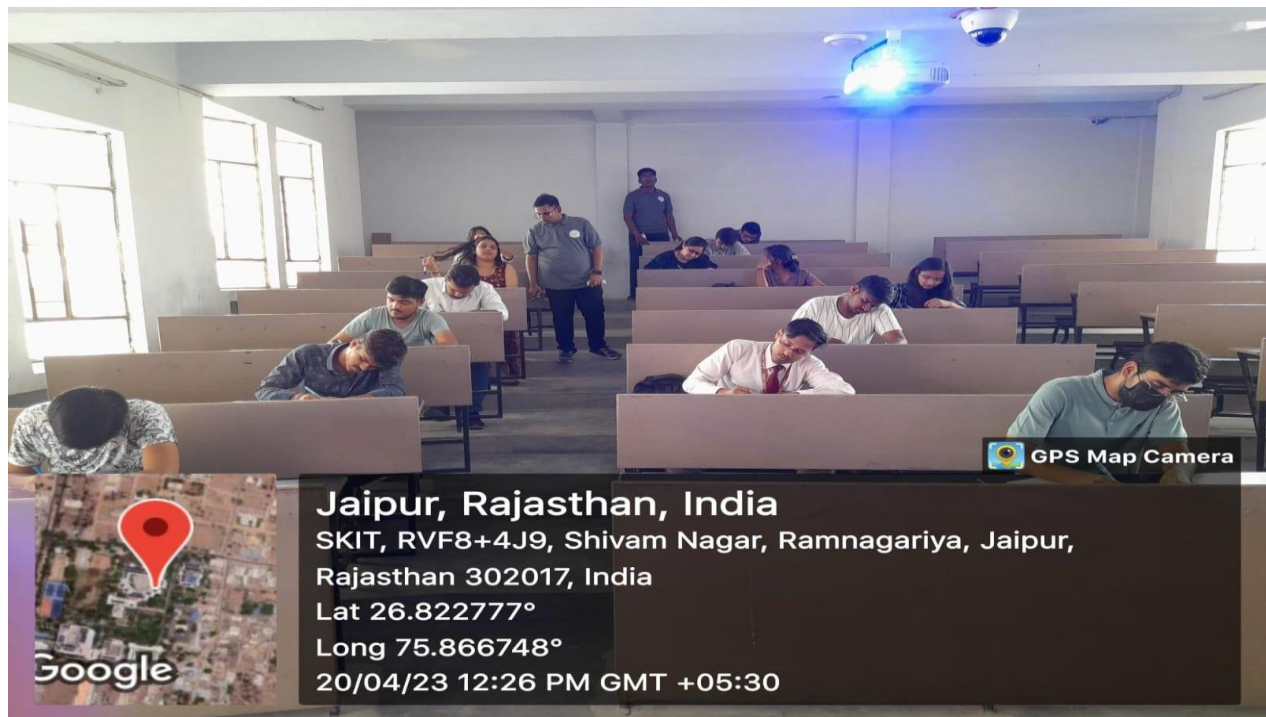 GPS Map Camera
Jaipur, Rajasthan, India
SKIT, RVF8+4J9, Shivam Nagar, Ramnagariya, Jaipur,
Rajasthan 302017, India
Lat 26.822777°
Long 75.866748°
20/04/23 12:26 PM GMT +05:30
Google